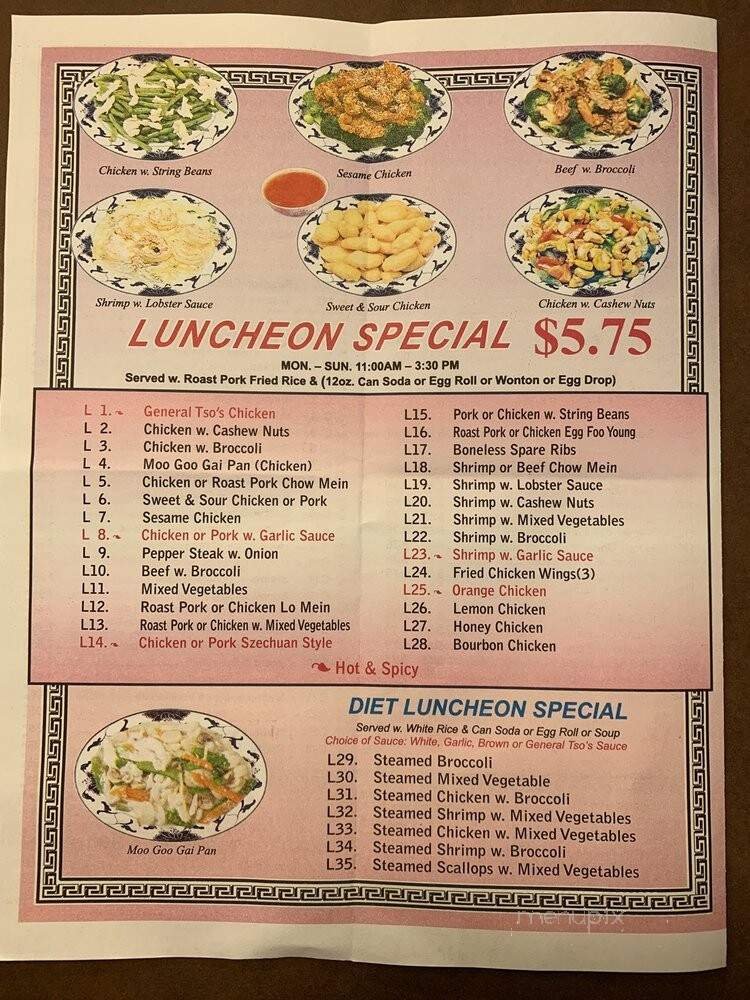 Chicken w. String Beans
Sesame Chicken
Beef w. Broccoli
Shrimp w. Lobster Sauce
Sweet & Sour Chicken
Chicken w. Cashew Nuts
LUNCHEON SPECIAL $5.75
MON. – SUN. 11:00AM – 3:30 PM
Served w. Roast Pork Fried Rice & (12oz. Can Soda or Egg Roll or Wonton or Egg Drop)
L 1. General Tso's Chicken
L 2. Chicken w. Cashew Nuts
L 3. Chicken w. Broccoli
L 4. Moo Goo Gai Pan (Chicken)
L 5. Chicken or Roast Pork Chow Mein
L 6. Sweet & Sour Chicken or Pork
L 7. Sesame Chicken
L 8. Chicken or Pork w. Garlic Sauce
L 9. Pepper Steak w. Onion
L10. Beef w. Broccoli
L11. Mixed Vegetables
L12. Roast Pork or Chicken Lo Mein
L13. Roast Pork or Chicken w. Mixed Vegetables
L14. Chicken or Pork Szechuan Style
L15. Pork or Chicken w. String Beans
L16. Roast Pork or Chicken Egg Foo Young
L17. Boneless Spare Ribs
L18. Shrimp or Beef Chow Mein
L19. Shrimp w. Lobster Sauce
L20. Shrimp w. Cashew Nuts
L21. Shrimp w. Mixed Vegetables
L22. Shrimp w. Broccoli
L23. Shrimp w. Garlic Sauce
L24. Fried Chicken Wings(3)
L25. Orange Chicken
L26. Lemon Chicken
L27. Honey Chicken
L28. Bourbon Chicken
Hot & Spicy
DIET LUNCHEON SPECIAL
Served w. White Rice & Can Soda or Egg Roll or Soup
Choice of Sauce: White, Garlic, Brown or General Tso's Sauce
L29. Steamed Broccoli
L30. Steamed Mixed Vegetable
L31. Steamed Chicken w. Broccoli
L32. Steamed Shrimp w. Mixed Vegetables
L33. Steamed Chicken w. Mixed Vegetables
L34. Steamed Shrimp w. Broccoli
L35. Steamed Scallops w. Mixed Vegetables
Moo Goo Gai Pan
menupix